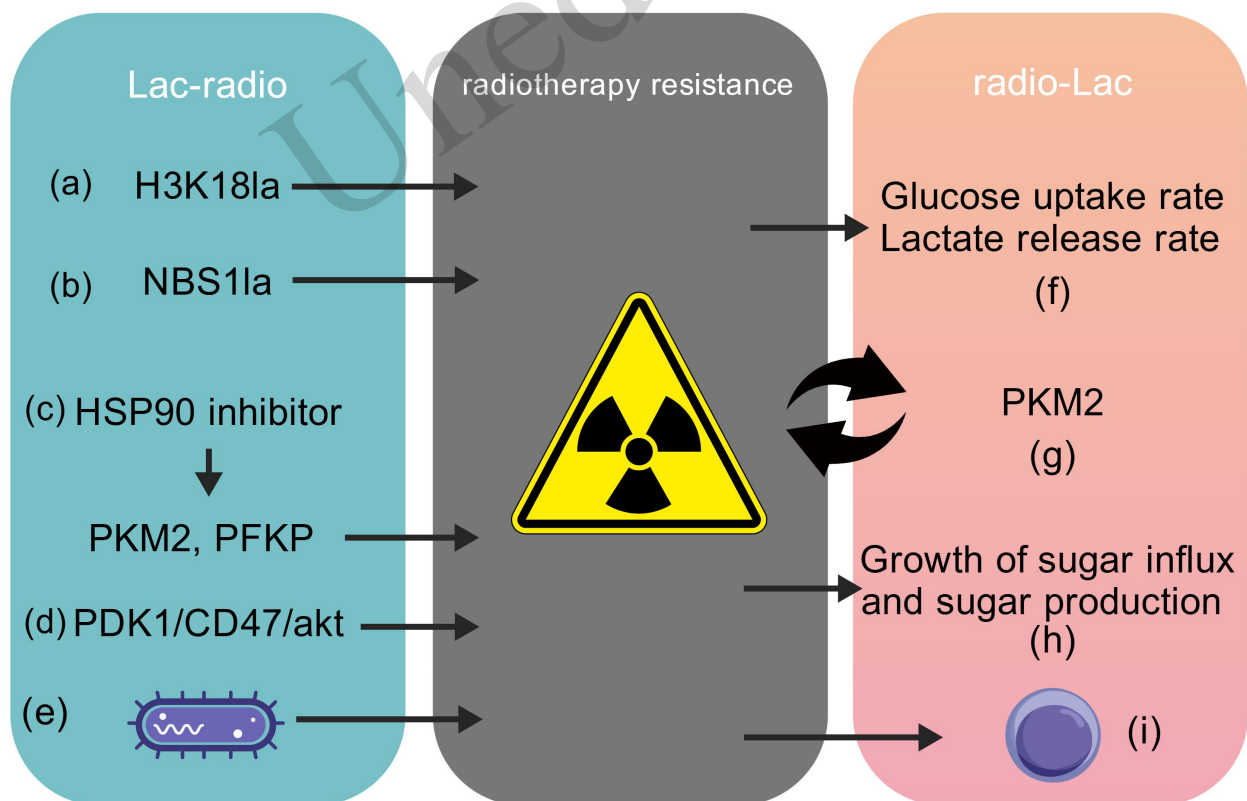 Lac-radio
(a) H3K18la
(b) NBS1la
(c) HSP90 inhibitor
PKM2, PFKP
(d) PDK1/CD47/akt
(e)
radiotherapy resistance
radio-Lac
Glucose uptake rate
Lactate release rate
(f)
PKM2
(g)
Growth of sugar influx
and sugar production
(h)
(i)